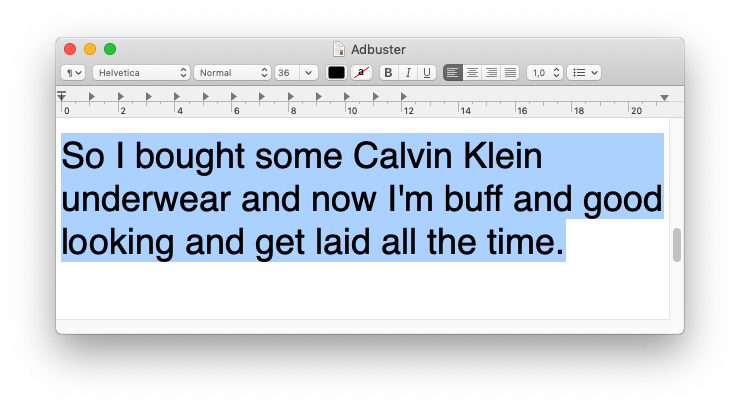 Adbuster
¶ Helvetica Normal 36 a B I U 1,0
0 2 4 6 8 10 12 14 16 18 20
So I bought some Calvin Klein
underwear and now I'm buff and good
looking and get laid all the time.